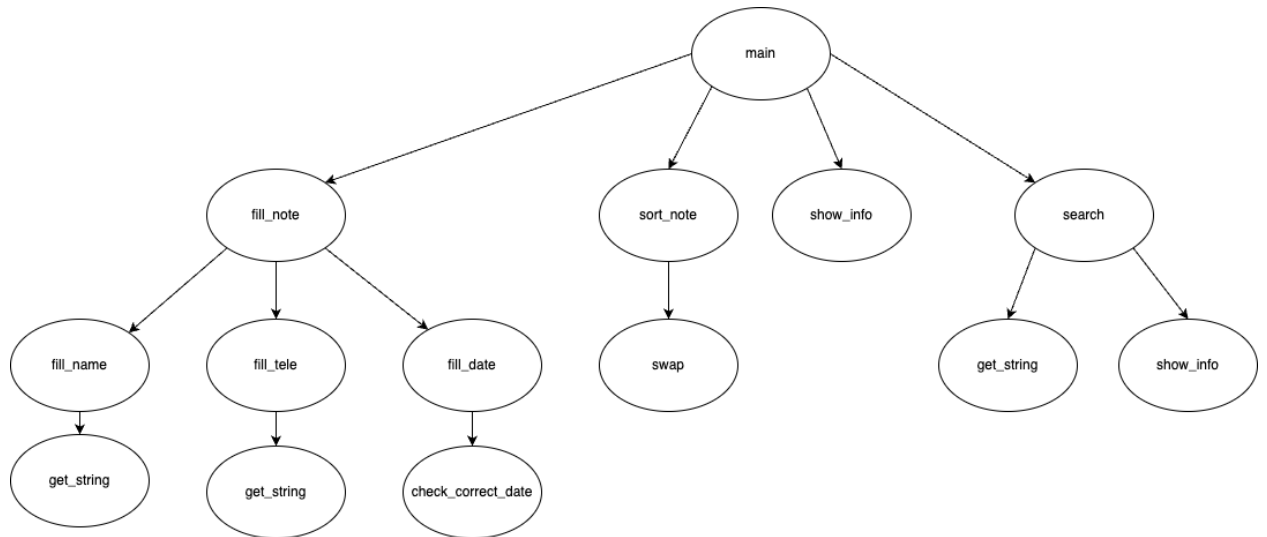 main
fill_note
sort_note
show_info
search
fill_name
fill_tele
fill_date
swap
get_string
show_info
get_string
get_string
check_correct_date